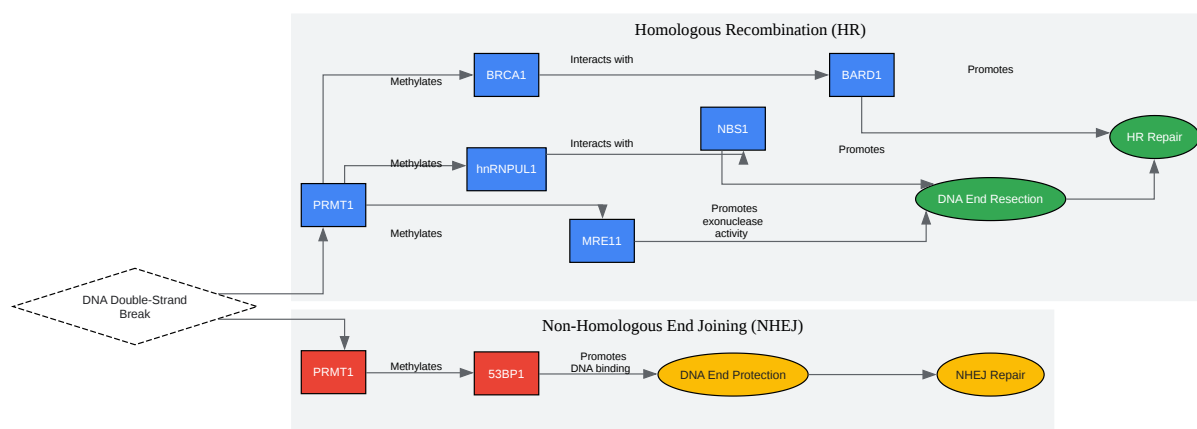 Homologous Recombination (HR)
BRCA1
Methylates
Interacts with
BARD1
Promotes
NBS1
HR Repair
hnRNPUL1
Methylates
Interacts with
Promotes
PRMT1
Methylates
MRE11
Promotes
exonuclease
activity
DNA End Resection
DNA Double-Strand
Break
Non-Homologous End Joining (NHEJ)
PRMT1
Methylates
53BP1
Promotes
DNA binding
DNA End Protection
NHEJ Repair